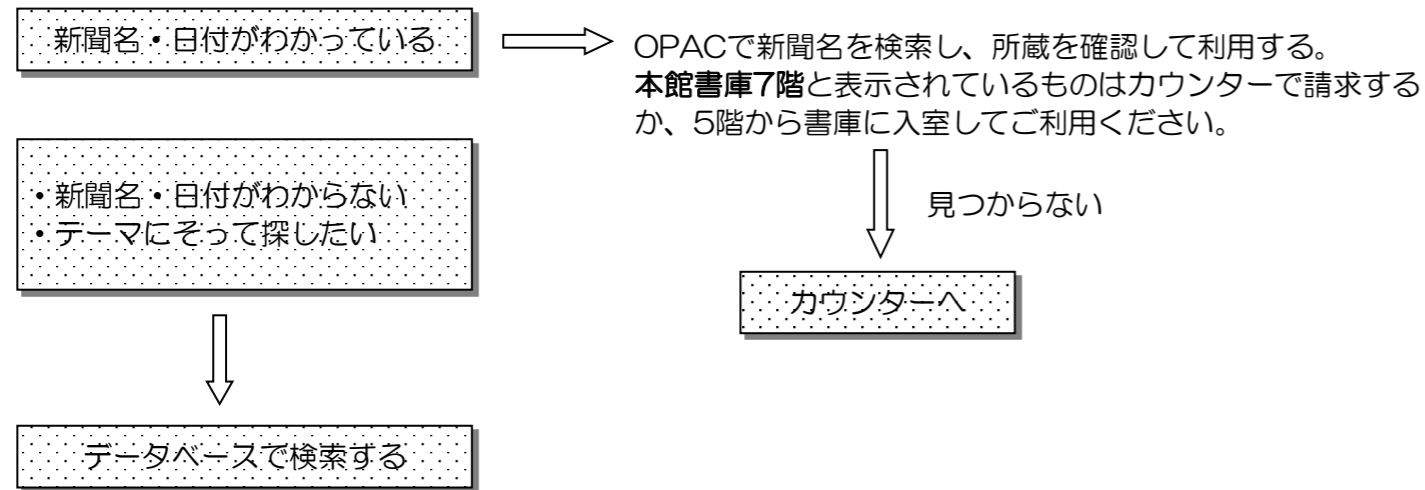 新聞名・日付がわかっている
OPACで新聞名を検索し、所蔵を確認して利用する。
本館書庫7階と表示されているものはカウンターで請求する
か、5階から書庫に入室してご利用ください。
・新聞名・日付がわからない
・テーマにそって探したい
見つからない
カウンターへ
データベースで検索する